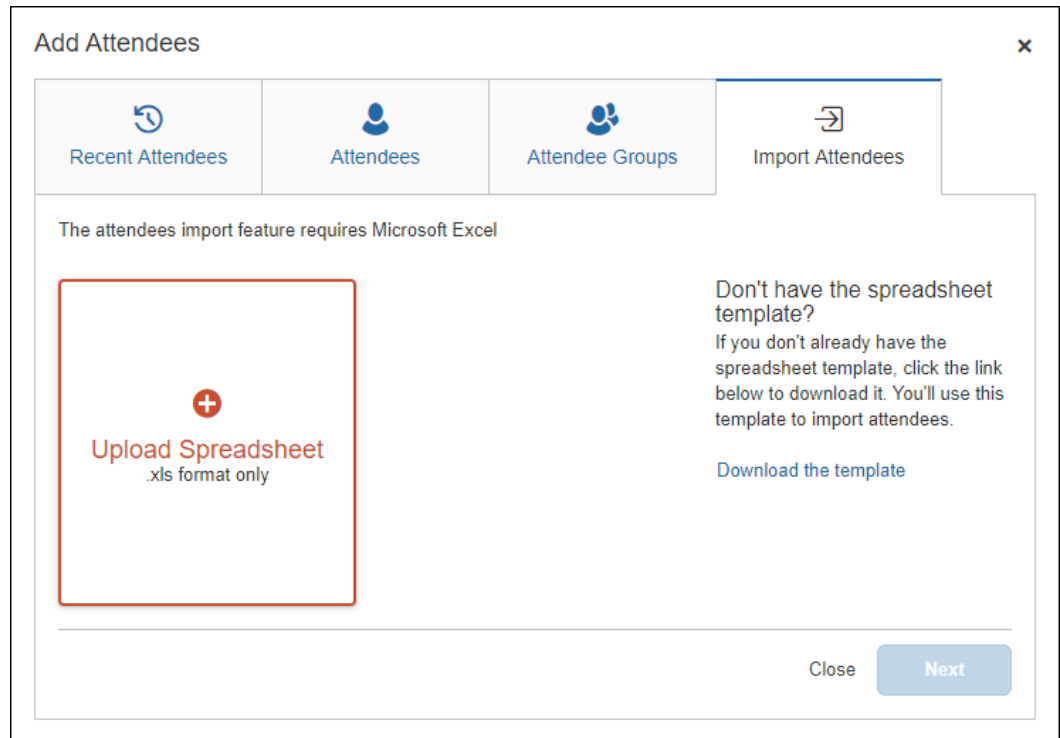 Add Attendees
×
Recent Attendees
Attendees
Attendee Groups
Import Attendees
The attendees import feature requires Microsoft Excel
Upload Spreadsheet
.xls format only
Don't have the spreadsheet
template?
If you don't already have the
spreadsheet template, click the link
below to download it. You'll use this
template to import attendees.
Download the template
Close
Next